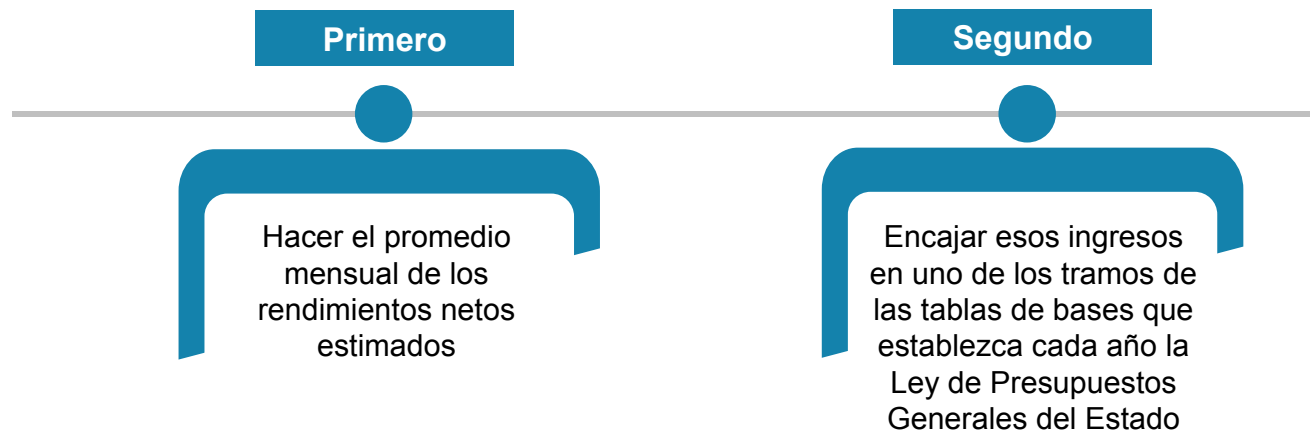 Primero
Hacer el promedio
mensual de los
rendimientos netos
estimados
Segundo
Encajar esos ingresos
en uno de los tramos de
las tablas de bases que
establezca cada año la
Ley de Presupuestos
Generales del Estado